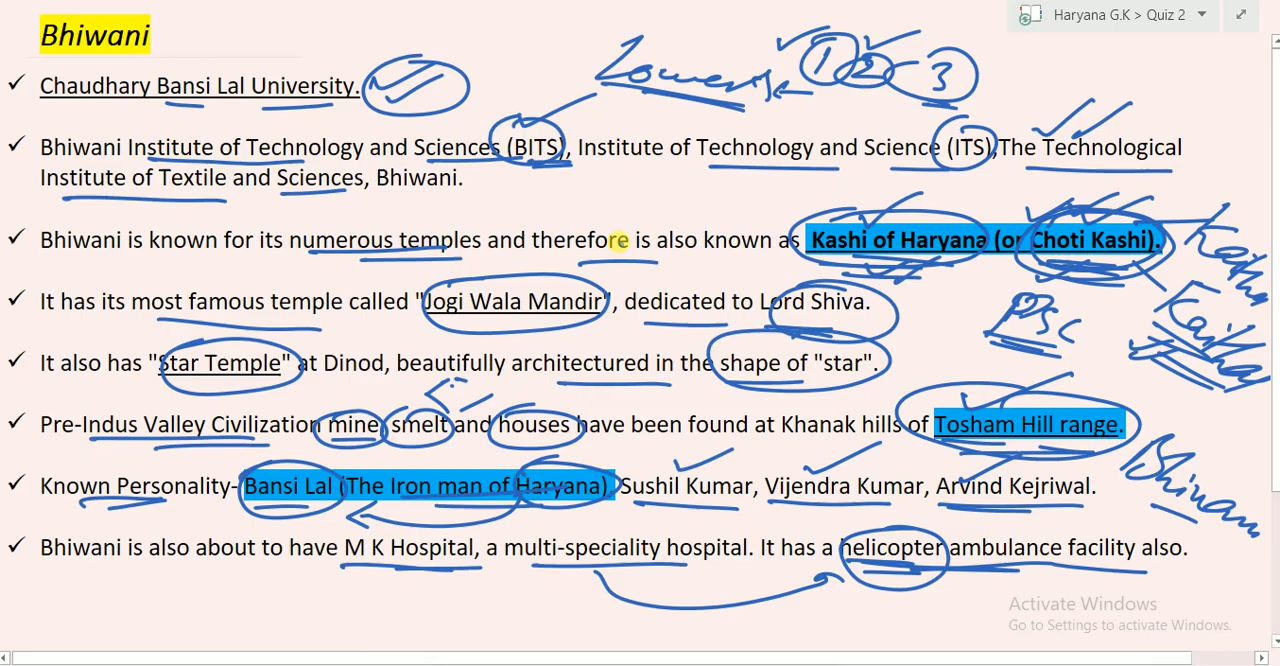 Haryana G.K > Quiz 2
Bhiwani
✓ Chaudhary Bansi Lal University.
1 2 3
✓ Bhiwani Institute of Technology and Sciences (BITS), Institute of Technology and Science (ITS),The Technological
Institute of Textile and Sciences, Bhiwani.
✓ Bhiwani is known for its numerous temples and therefore is also known as Kashi of Haryana (or Choti Kashi).
✓ It has its most famous temple called "Jogi Wala Mandir", dedicated to Lord Shiva.
✓ It also has "Star Temple" at Dinod, beautifully architectured in the shape of "star".
✓ Pre-Indus Valley Civilization mine, smelt and houses have been found at Khanak hills of Tosham Hill range.
✓ Known Personality- Bansi Lal (The Iron man of Haryana), Sushil Kumar, Vijendra Kumar, Arvind Kejriwal.
✓ Bhiwani is also about to have M K Hospital, a multi-speciality hospital. It has a helicopter ambulance facility also.
Activate Windows
Go to Settings to activate Windows.